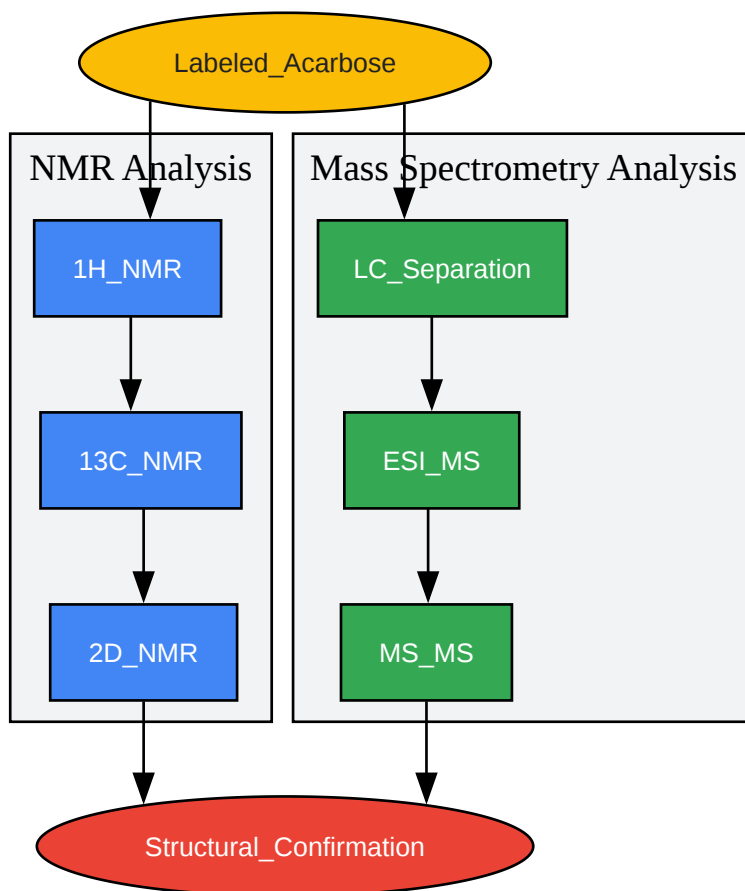 Labeled_Acarbose
NMR Analysis
1H_NMR
13C_NMR
2D_NMR
Mass Spectrometry Analysis
LC_Separation
ESI_MS
MS_MS
Structural_Confirmation